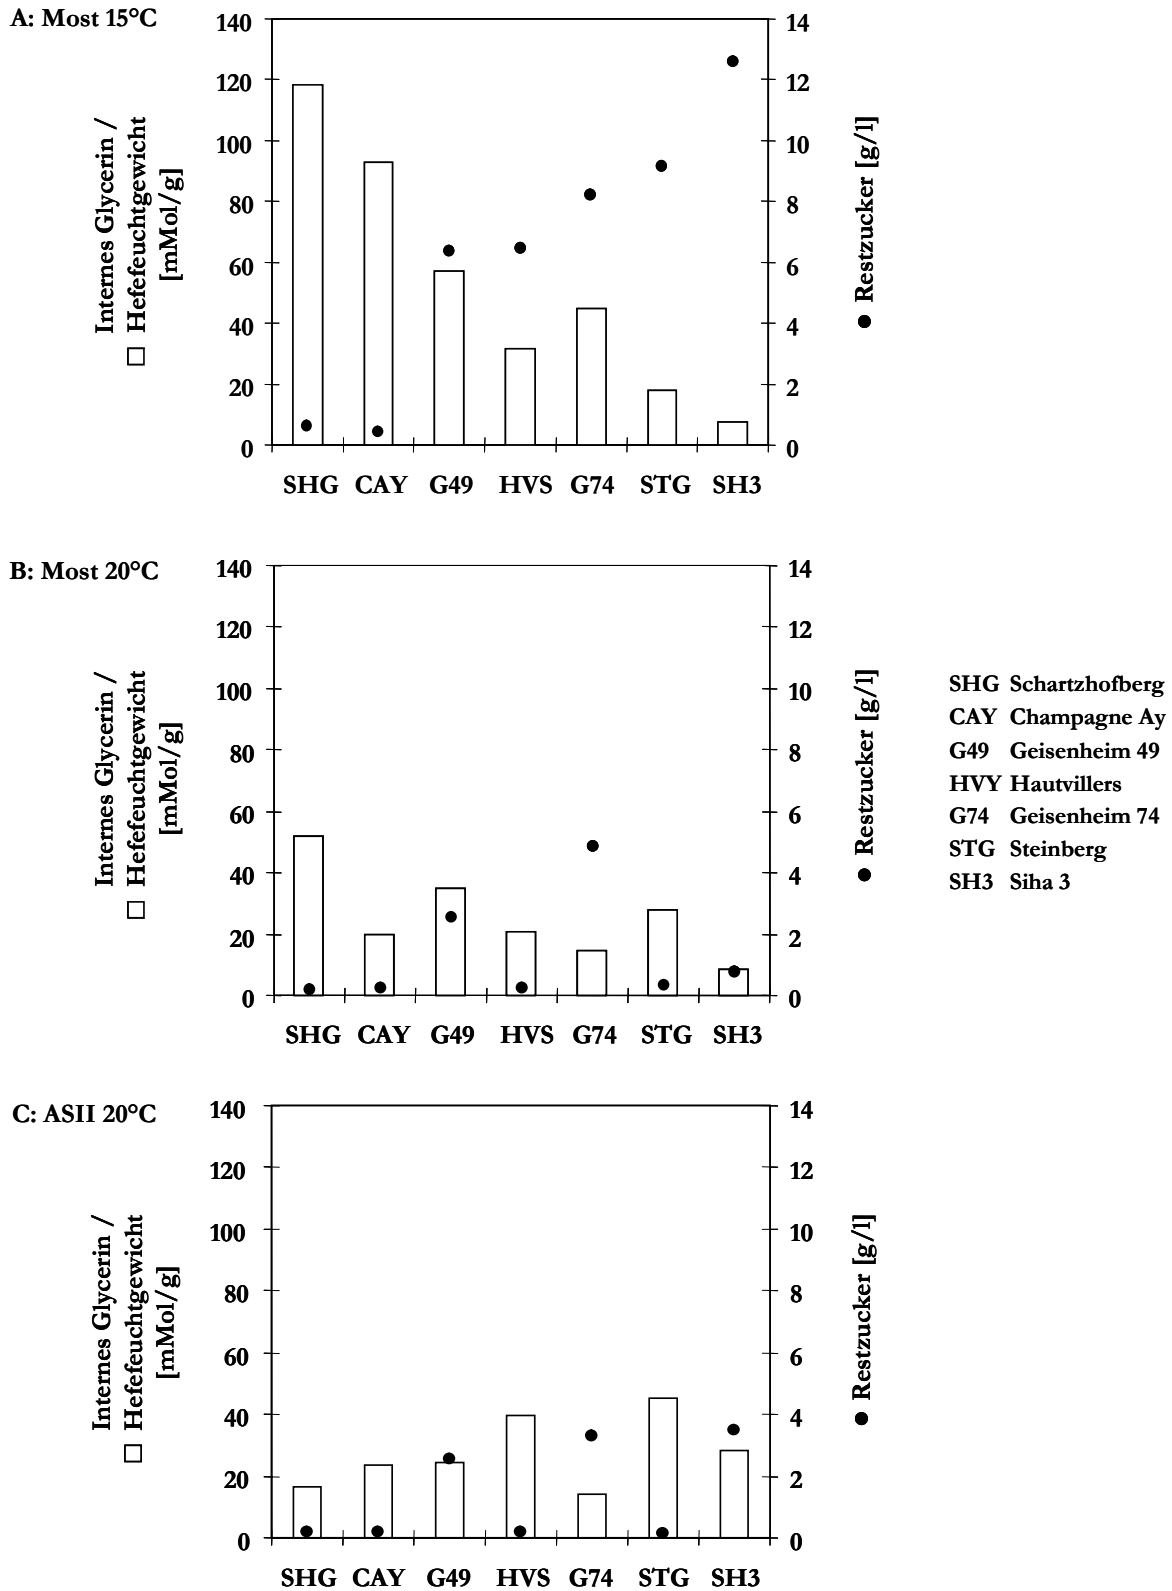 A: Most 15°C
Internes Glycerin /
□ Hefefeuchtgewicht
[mMol/g]
140
120
100
80
60
40
20
0
14
12
10
8
6
4
2
0
● Restzucker [g/l]
SHG CAY G49 HVS G74 STG SH3
B: Most 20°C
Internes Glycerin /
□ Hefefeuchtgewicht
[mMol/g]
140
120
100
80
60
40
20
0
14
12
10
8
6
4
2
0
● Restzucker [g/l]
SHG CAY G49 HVS G74 STG SH3
SHG Schartzhofberg
CAY Champagne Ay
G49 Geisenheim 49
HVY Hautvillers
G74 Geisenheim 74
STG Steinberg
SH3 Siha 3
C: ASII 20°C
Internes Glycerin /
□ Hefefeuchtgewicht
[mMol/g]
140
120
100
80
60
40
20
0
14
12
10
8
6
4
2
0
● Restzucker [g/l]
SHG CAY G49 HVS G74 STG SH3